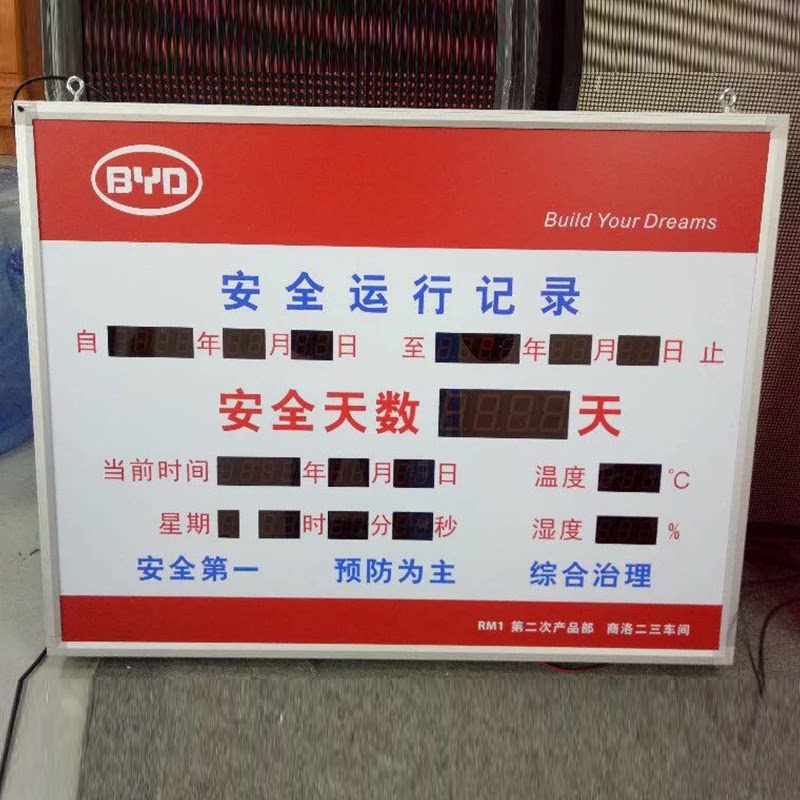 BYD
Build Your Dreams
安全运行记录
自 年 月 日 至 年 月 日 止
安全天数 天
当前时间 年 月 日 温度 ℃
星期 时 分 秒 湿度 %
安全第一 预防为主 综合治理
RM1 第二次产品部 商洛二三车间